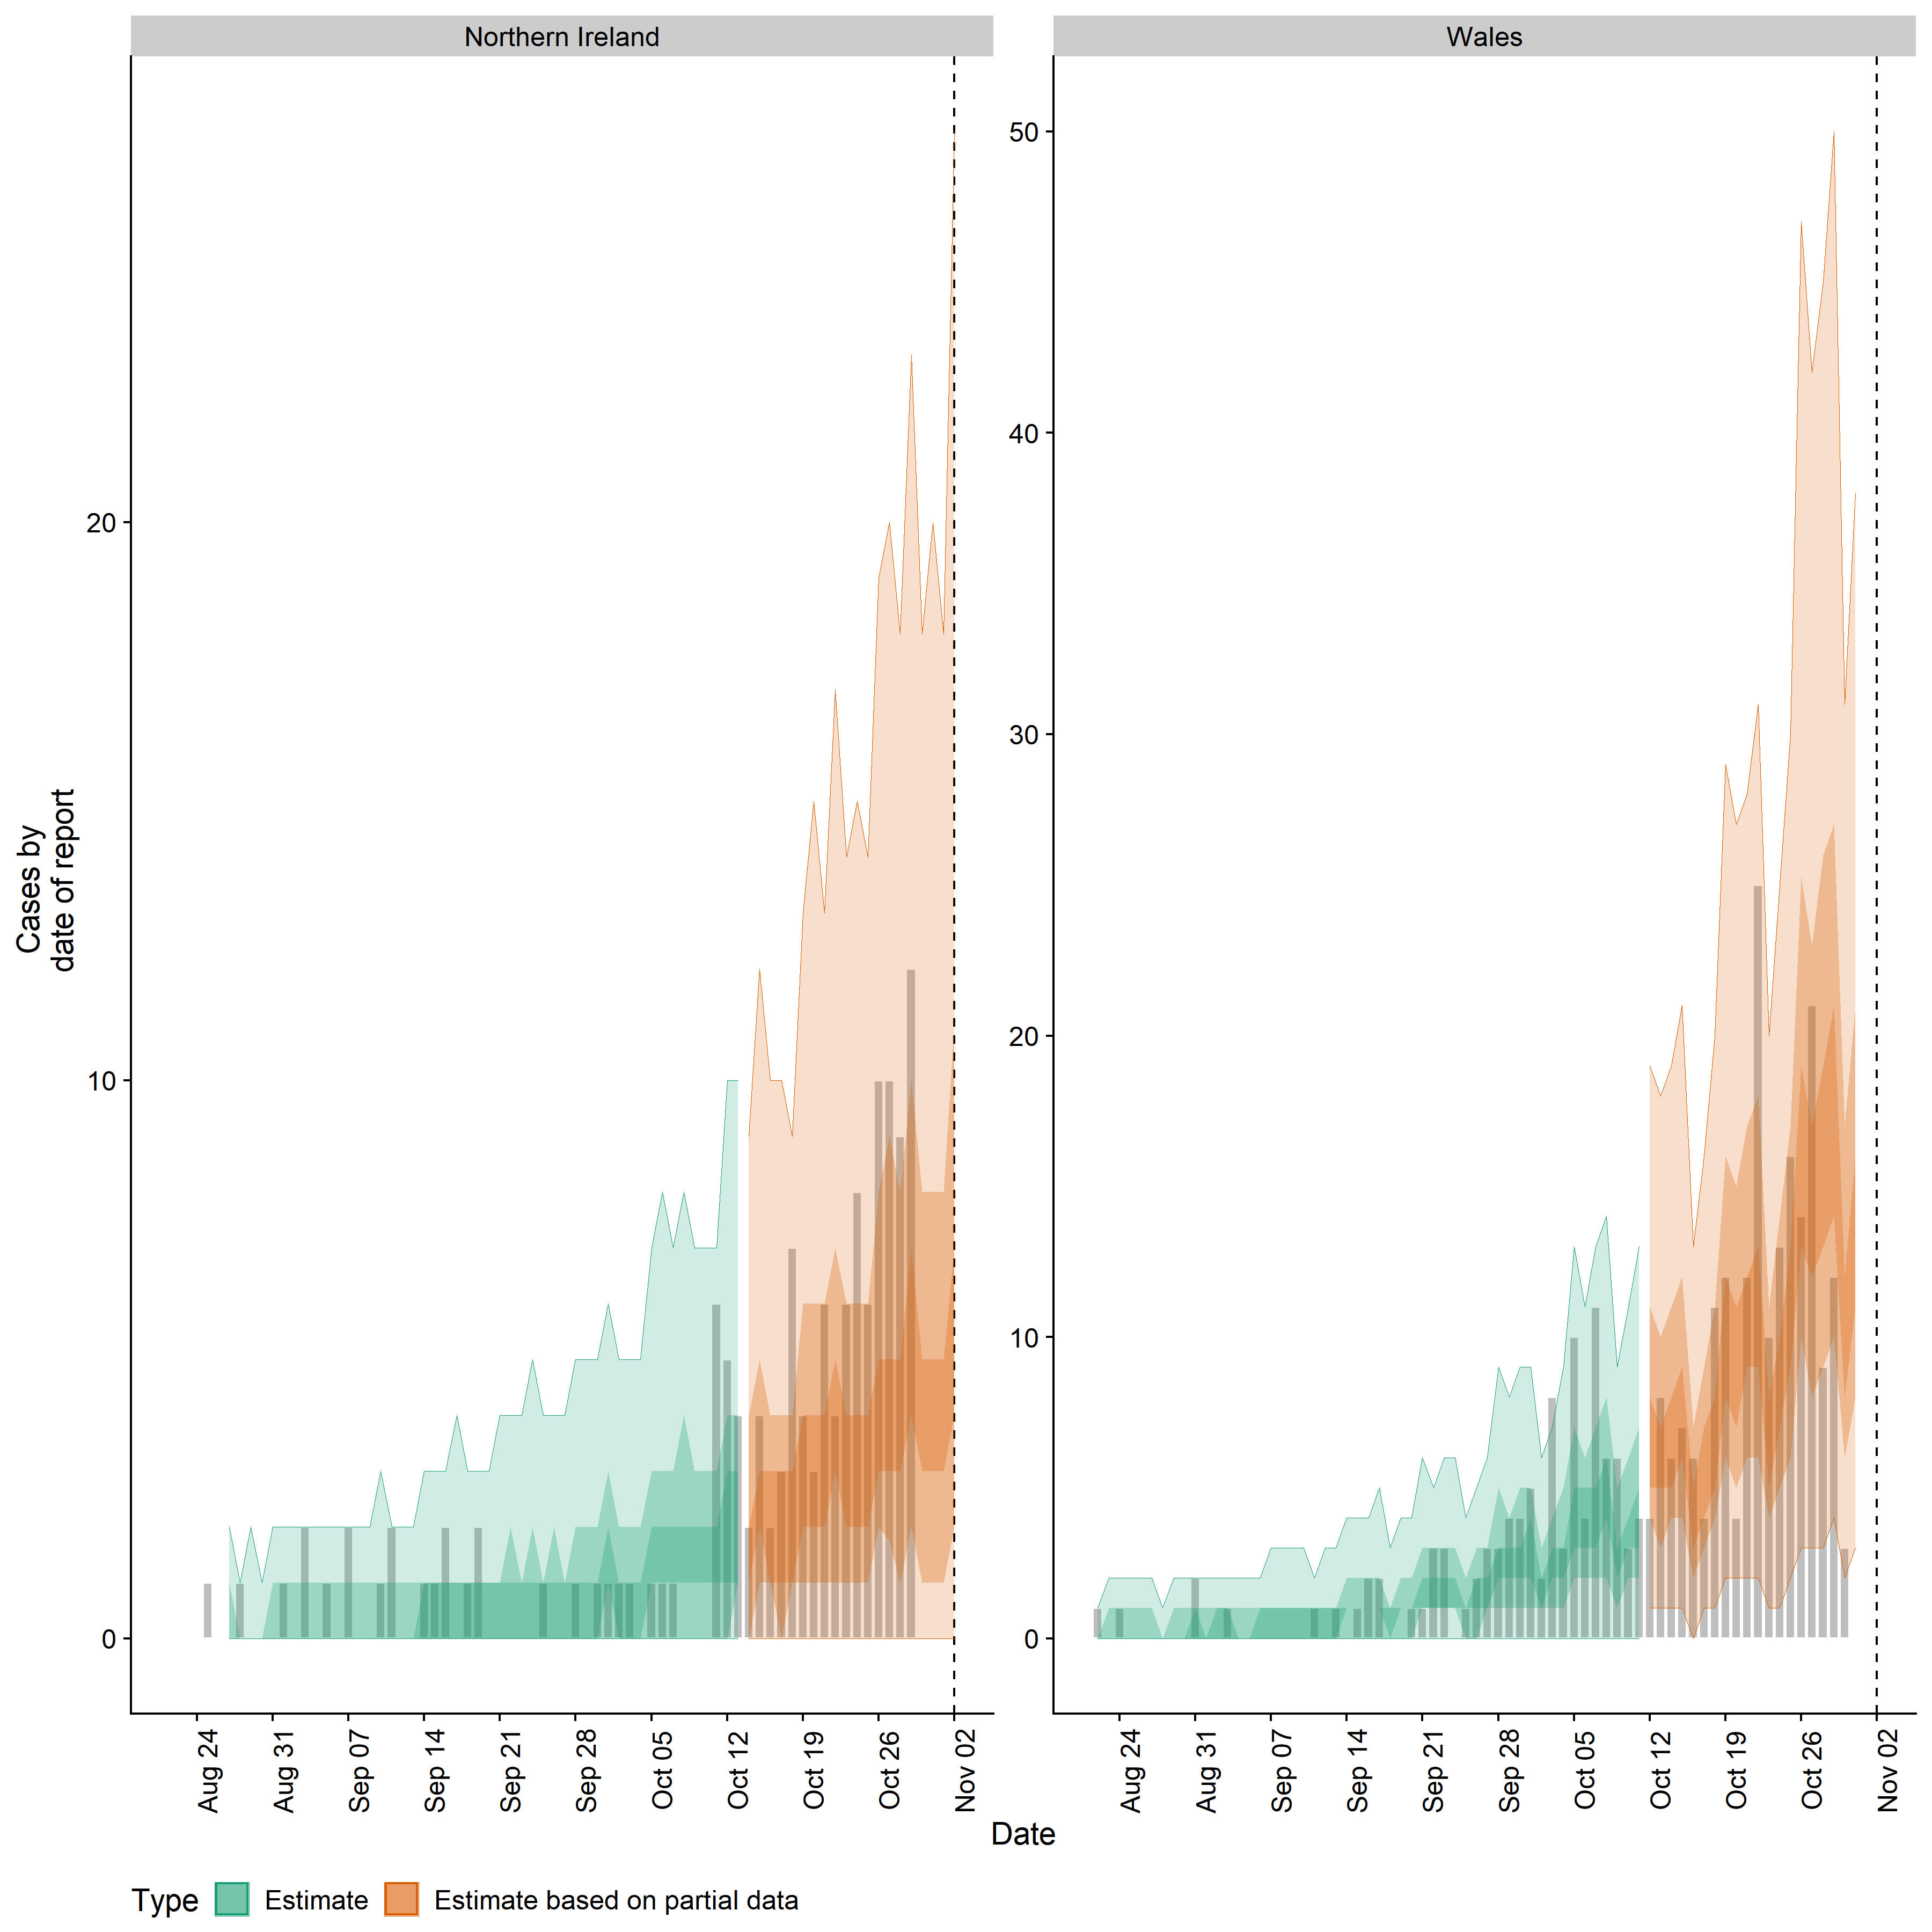 Northern Ireland
Wales
Cases by
date of report
20
10
0
50
40
30
20
10
0
Aug 24
Aug 31
Sep 07
Sep 14
Sep 21
Sep 28
Oct 05
Oct 12
Oct 19
Oct 26
Nov 02
Aug 24
Aug 31
Sep 07
Sep 14
Sep 21
Sep 28
Oct 05
Oct 12
Oct 19
Oct 26
Nov 02
Date
Type Estimate Estimate based on partial data